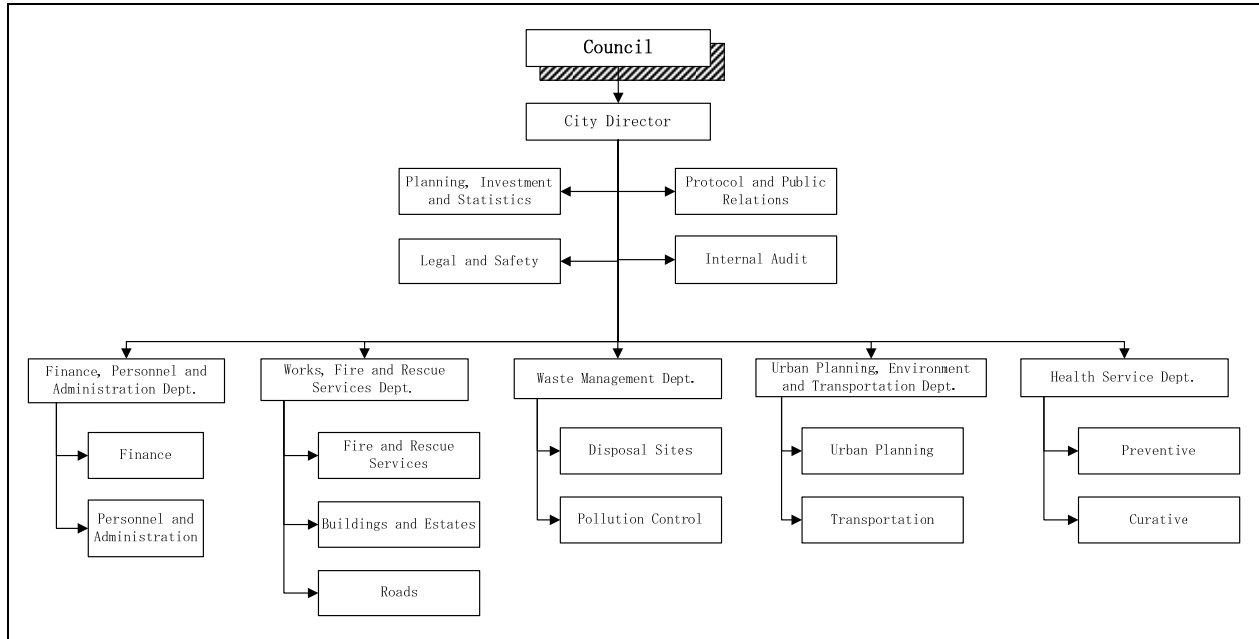 Council
City Director
Planning, Investment
and Statistics
Protocol and Public
Relations
Legal and Safety
Internal Audit
Finance, Personnel and
Administration Dept.
Works, Fire and Rescue
Services Dept.
Waste Management Dept.
Urban Planning, Environment
and Transportation Dept.
Health Service Dept.
Finance
Personnel and
Administration
Fire and Rescue
Services
Buildings and Estates
Roads
Disposal Sites
Pollution Control
Urban Planning
Transportation
Preventive
Curative